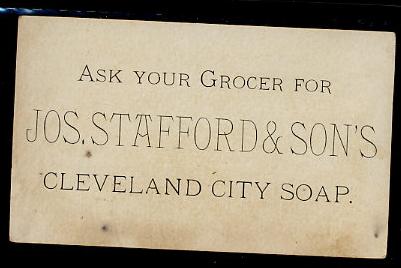 Ask your Grocer for
JOS. STAFFORD & SON'S
CLEVELAND CITY SOAP.